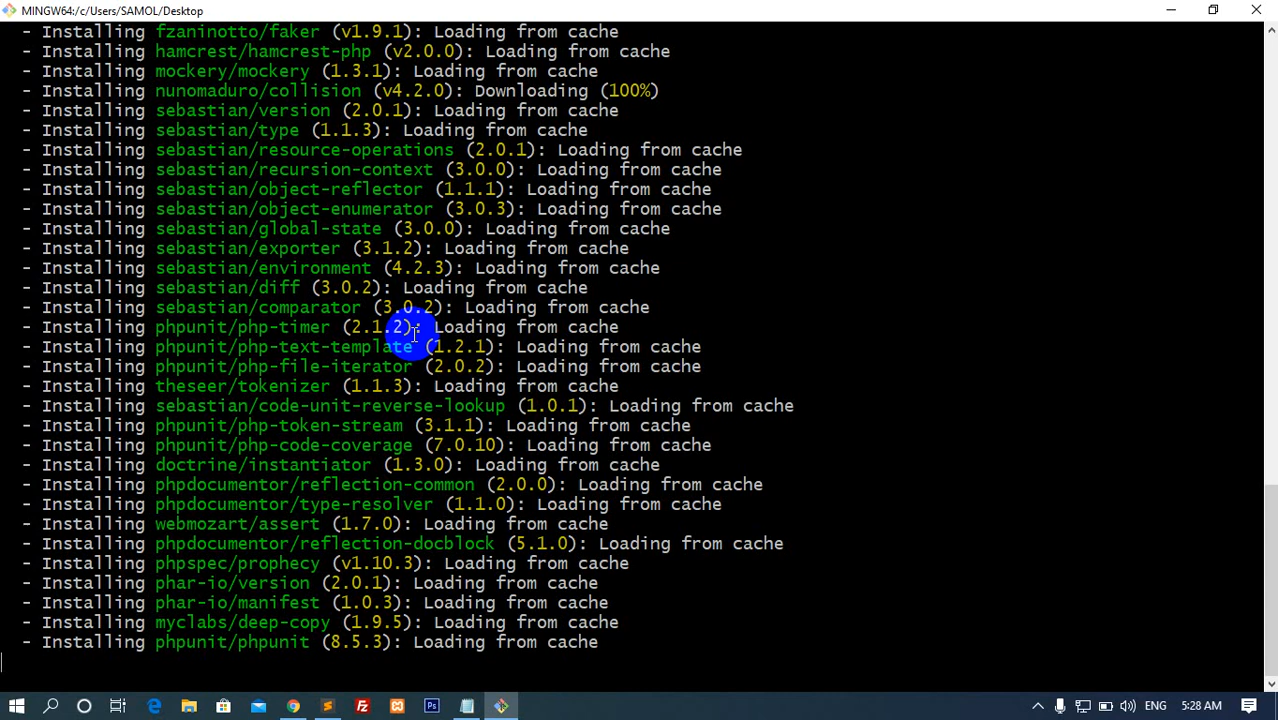 MINGW64:/c/Users/SAMOL/Desktop
- Installing fzaninotto/faker (v1.9.1): Loading from cache
- Installing hamcrest/hamcrest-php (v2.0.0): Loading from cache
- Installing mockery/mockery (1.3.1): Loading from cache
- Installing nunomaduro/collision (v4.2.0): Downloading (100%)
- Installing sebastian/version (2.0.1): Loading from cache
- Installing sebastian/type (1.1.3): Loading from cache
- Installing sebastian/resource-operations (2.0.1): Loading from cache
- Installing sebastian/recursion-context (3.0.0): Loading from cache
- Installing sebastian/object-reflector (1.1.1): Loading from cache
- Installing sebastian/object-enumerator (3.0.3): Loading from cache
- Installing sebastian/global-state (3.0.0): Loading from cache
- Installing sebastian/exporter (3.1.2): Loading from cache
- Installing sebastian/environment (4.2.3): Loading from cache
- Installing sebastian/diff (3.0.2): Loading from cache
- Installing sebastian/comparator (3.0.2): Loading from cache
- Installing phpunit/php-timer (2.1.2): Loading from cache
- Installing phpunit/php-text-template (1.2.1): Loading from cache
- Installing phpunit/php-file-iterator (2.0.2): Loading from cache
- Installing theseer/tokenizer (1.1.3): Loading from cache
- Installing sebastian/code-unit-reverse-lookup (1.0.1): Loading from cache
- Installing phpunit/php-token-stream (3.1.1): Loading from cache
- Installing phpunit/php-code-coverage (7.0.10): Loading from cache
- Installing doctrine/instantiator (1.3.0): Loading from cache
- Installing phpdocumentor/reflection-common (2.0.0): Loading from cache
- Installing phpdocumentor/type-resolver (1.1.0): Loading from cache
- Installing webmozart/assert (1.7.0): Loading from cache
- Installing phpdocumentor/reflection-docblock (5.1.0): Loading from cache
- Installing phpspec/prophecy (v1.10.3): Loading from cache
- Installing phar-io/version (2.0.1): Loading from cache
- Installing phar-io/manifest (1.0.3): Loading from cache
- Installing myclabs/deep-copy (1.9.5): Loading from cache
- Installing phpunit/phpunit (8.5.3): Loading from cache
Fz Ps ENG 5:28 AM